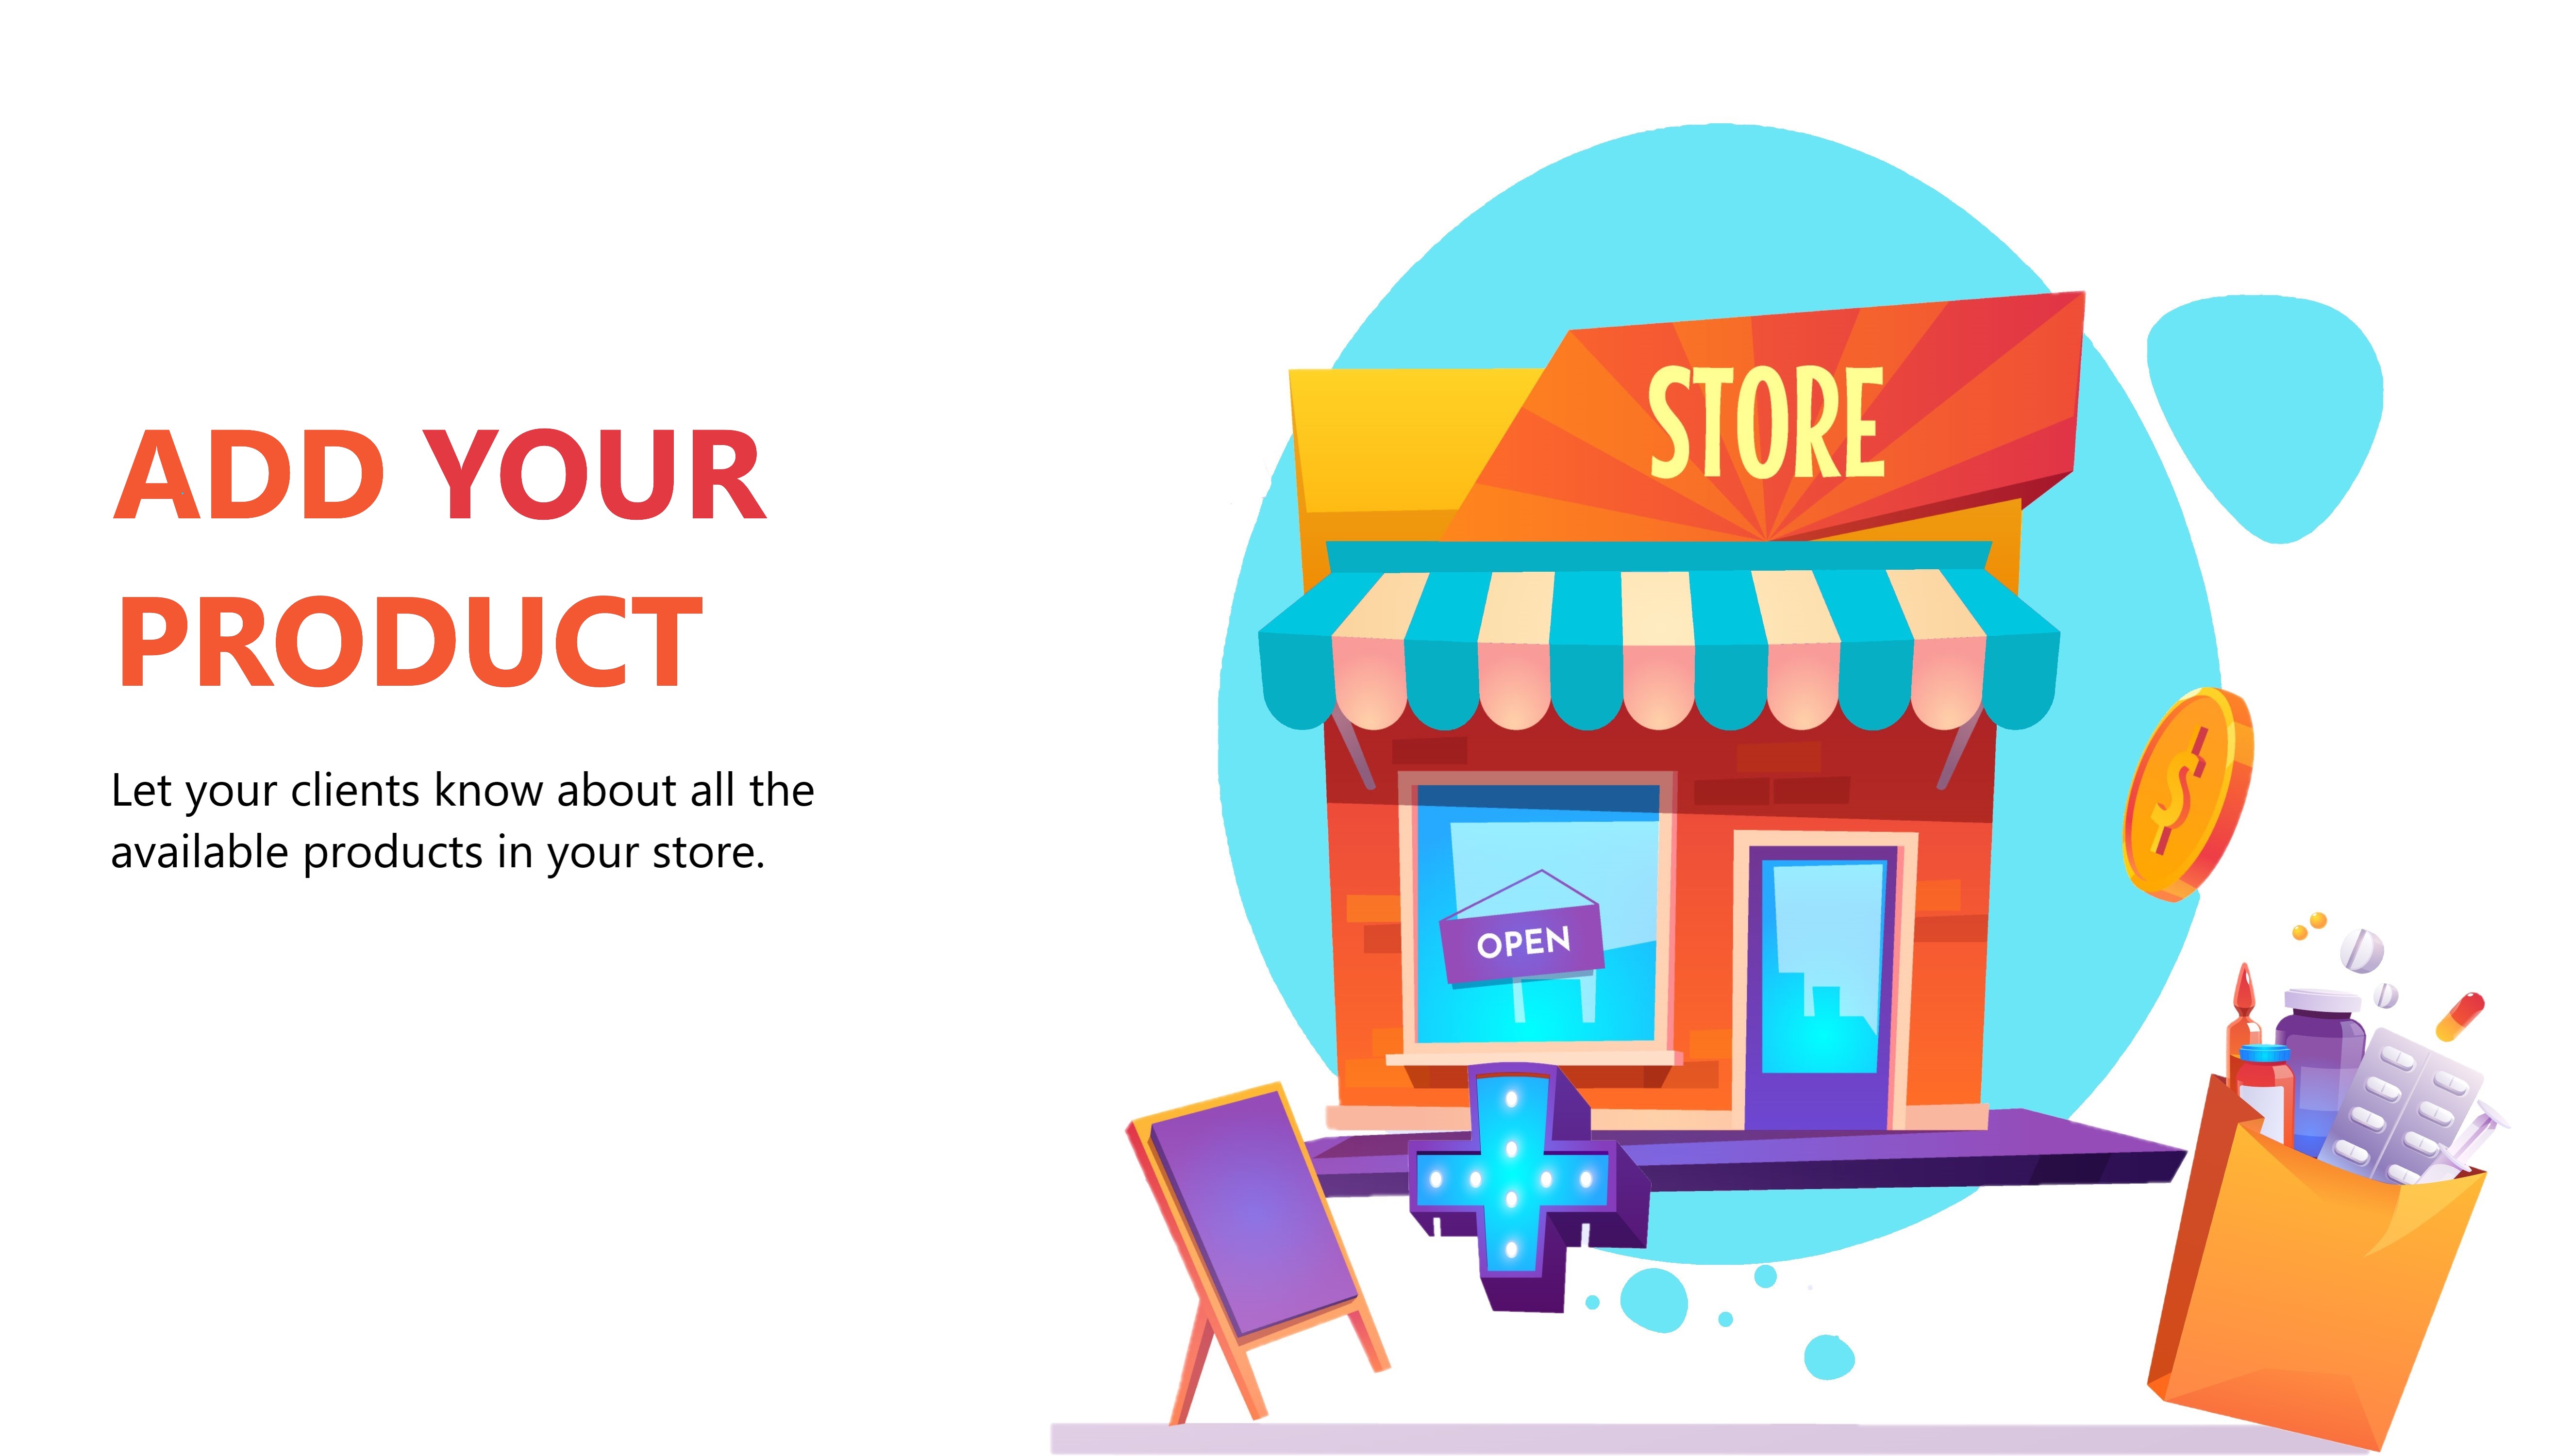 ADD YOUR
PRODUCT
Let your clients know about all the
available products in your store.
STORE
OPEN
$